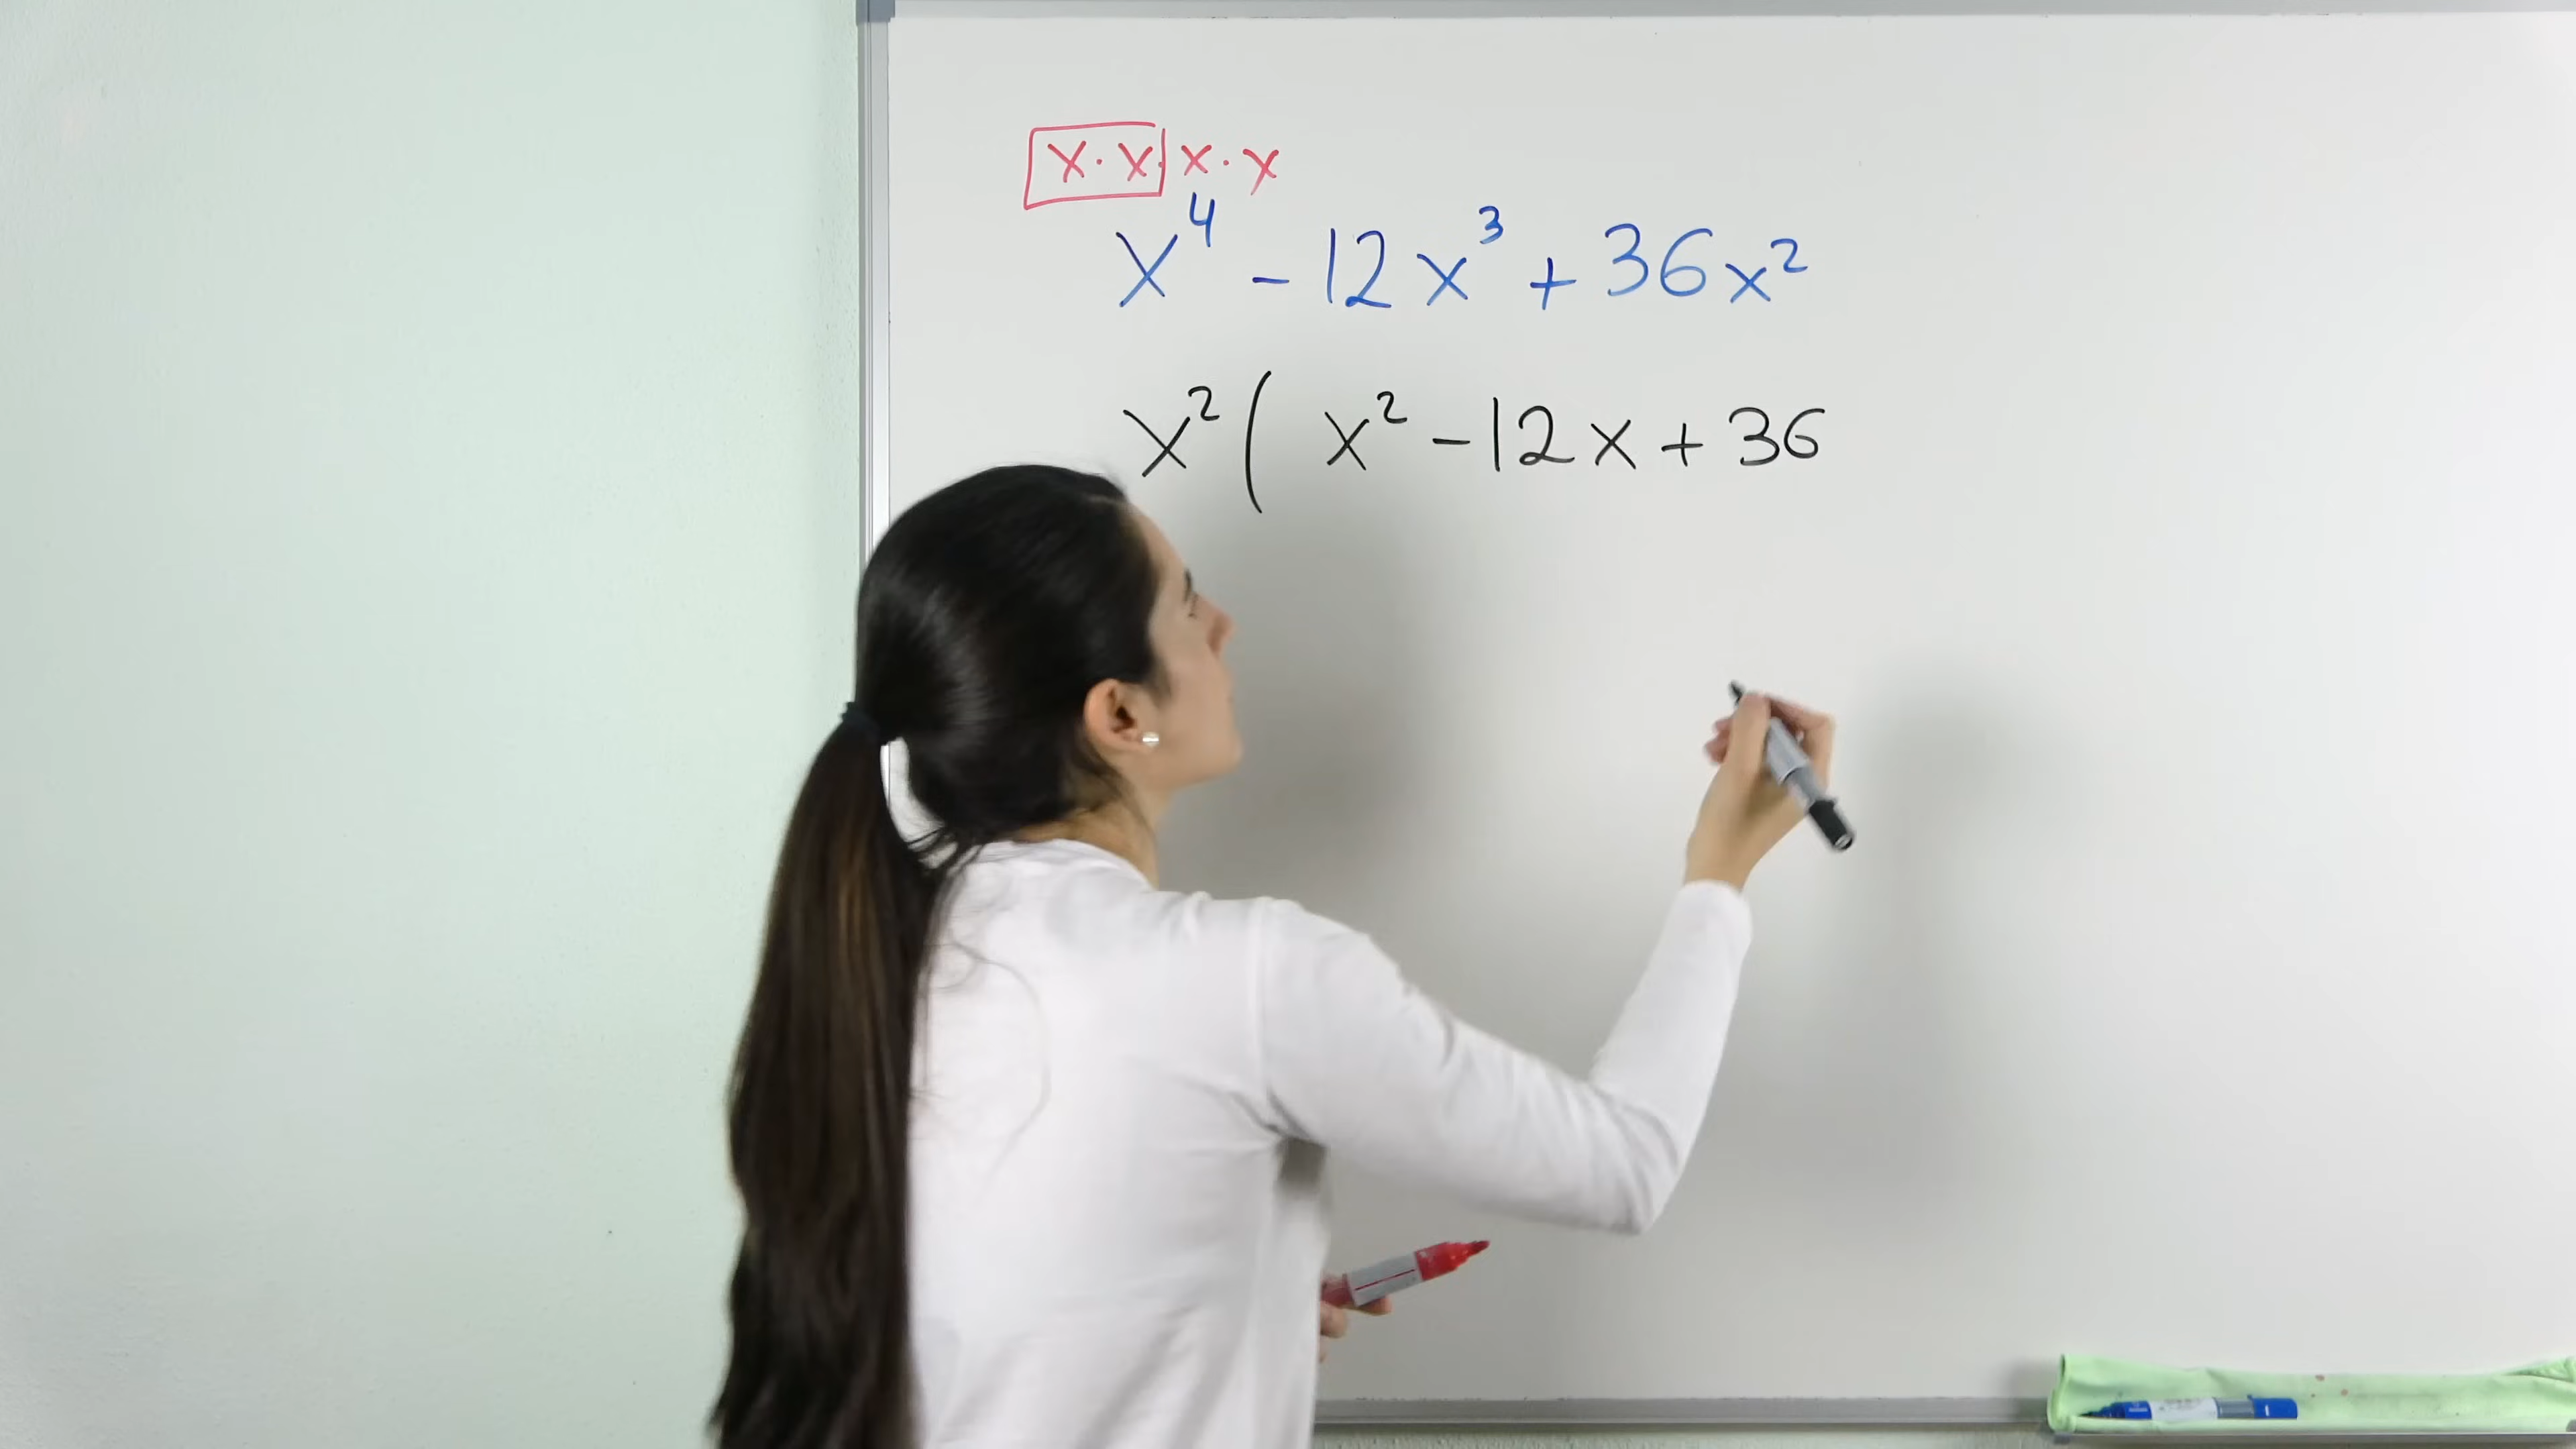 x · x · x · x
x⁴ - 12x³ + 36x²
x² ( x² - 12x + 36